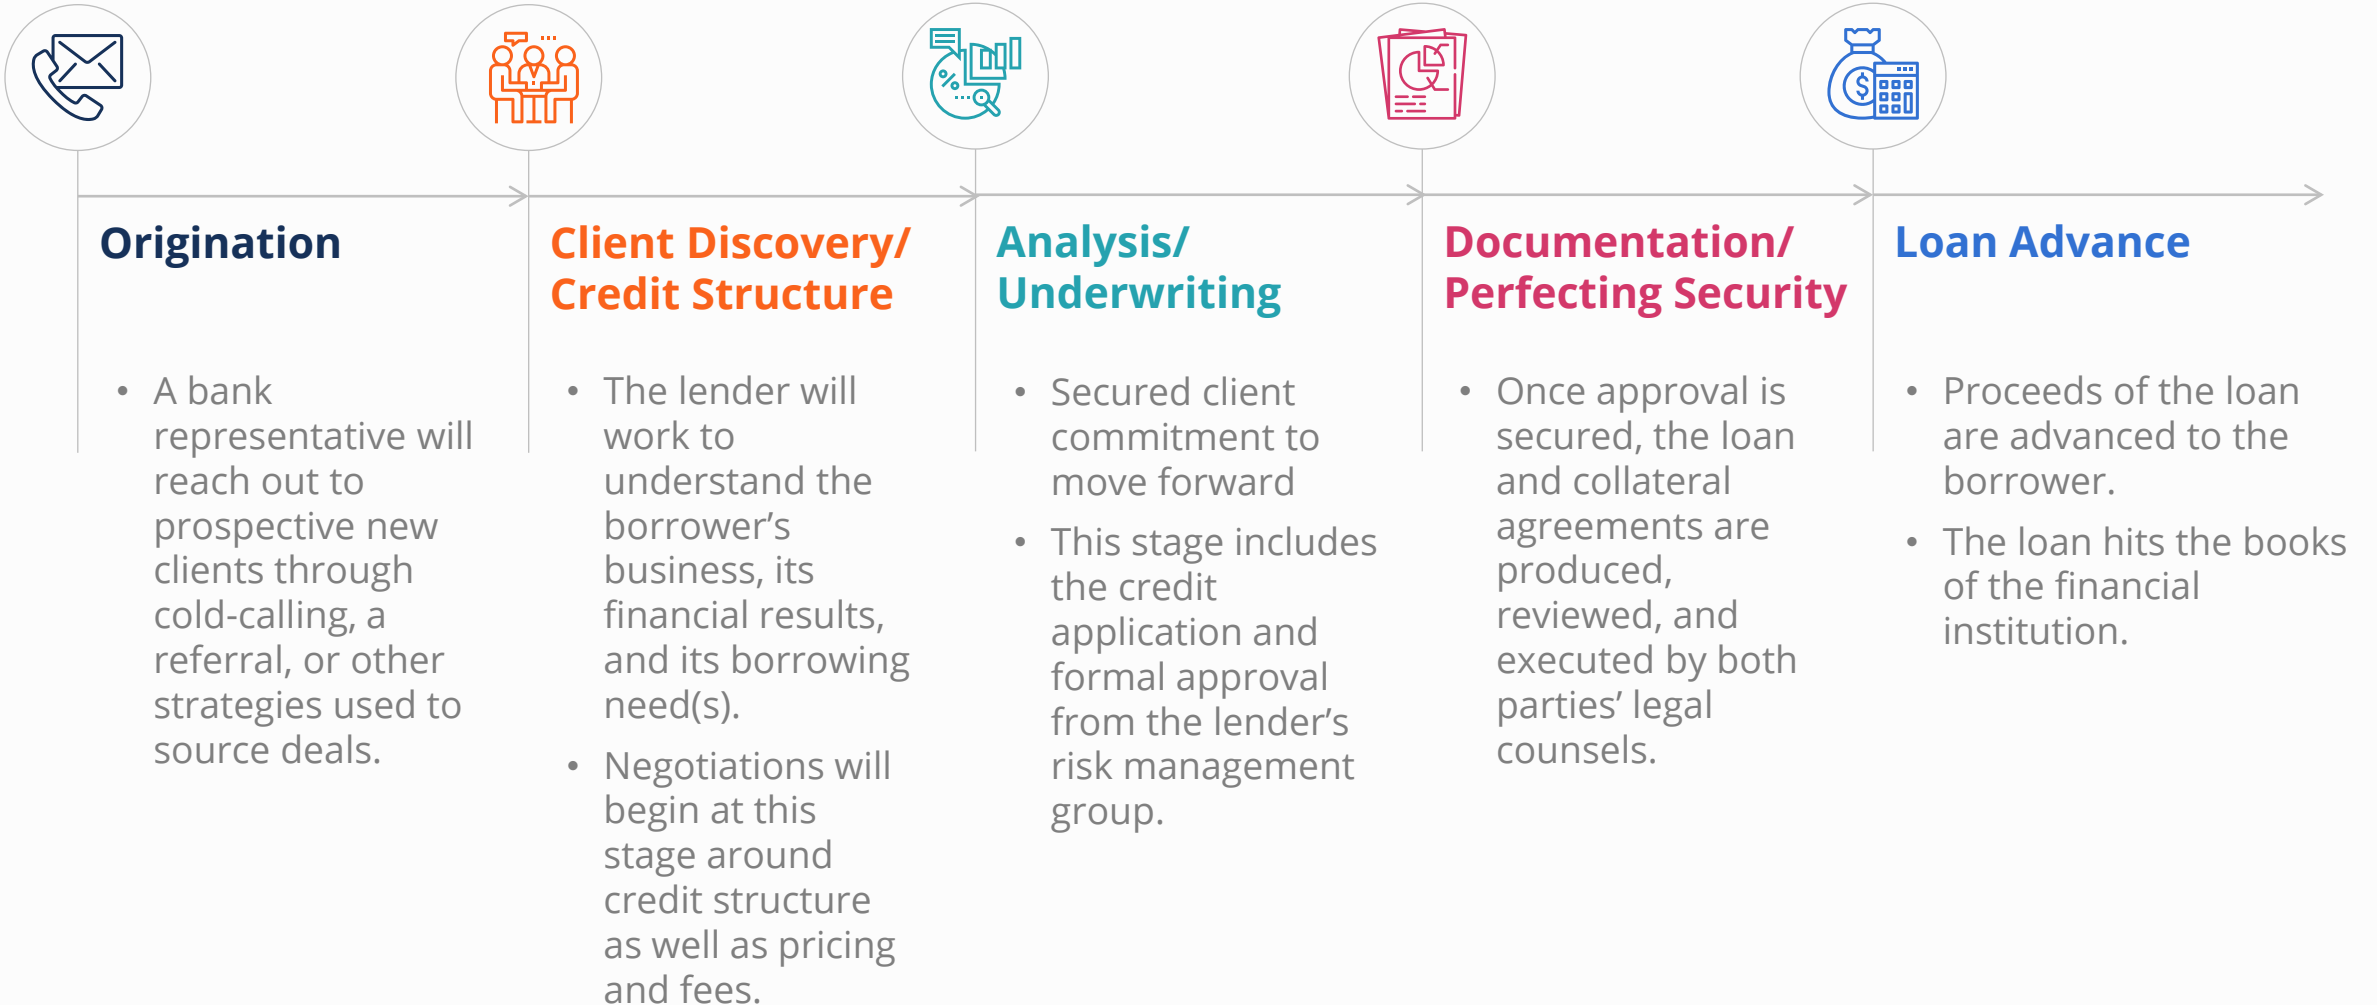 Origination
• A bank
representative will
reach out to
prospective new
clients through
cold-calling, a
referral, or other
strategies used to
source deals.
Client Discovery/
Credit Structure
• The lender will
work to
understand the
borrower’s
business, its
financial results,
and its borrowing
need(s).
• Negotiations will
begin at this
stage around
credit structure
as well as pricing
and fees.
Analysis/
Underwriting
• Secured client
commitment to
move forward
• This stage includes
the credit
application and
formal approval
from the lender’s
risk management
group.
Documentation/
Perfecting Security
• Once approval is
secured, the loan
and collateral
agreements are
produced,
reviewed, and
executed by both
parties’ legal
counsels.
Loan Advance
• Proceeds of the loan
are advanced to the
borrower.
• The loan hits the books
of the financial
institution.